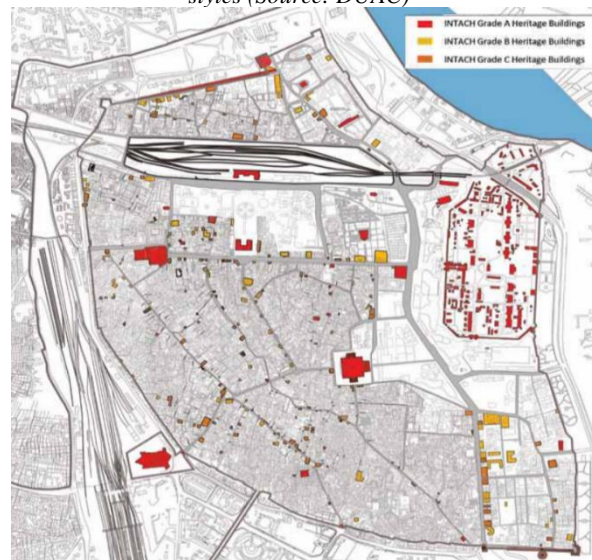 styles (Source: DUAC)
INTACH Grade A Heritage Buildings
INTACH Grade B Heritage Buildings
INTACH Grade C Heritage Buildings